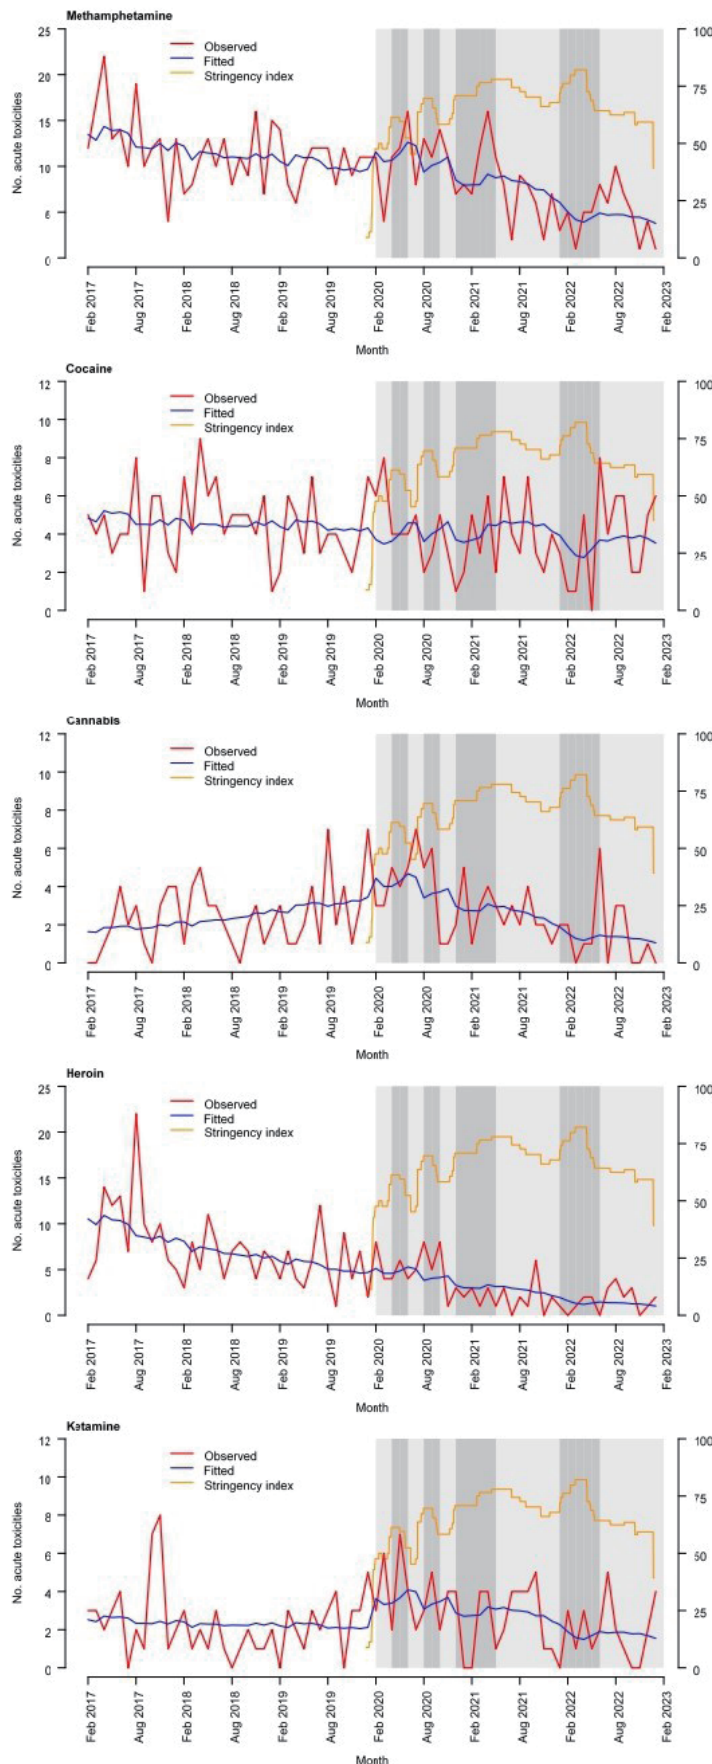 Methamphetamine
25
20
15
10
5
0
No. acute toxicities
Observed
Fitted
Stringency index
100
75
50
25
0
Feb 2017
Aug 2017
Feb 2018
Aug 2018
Feb 2019
Aug 2019
Feb 2020
Aug 2020
Feb 2021
Aug 2021
Feb 2022
Aug 2022
Feb 2023
Month
Cocaine
12
10
8
6
4
2
0
No. acute toxicities
Observed
Fitted
Stringency index
100
75
50
25
0
Feb 2017
Aug 2017
Feb 2018
Aug 2018
Feb 2019
Aug 2019
Feb 2020
Aug 2020
Feb 2021
Aug 2021
Feb 2022
Aug 2022
Feb 2023
Month
Cannabis
12
10
8
6
4
2
0
No. acute toxicities
Observed
Fitted
Stringency index
100
75
50
25
0
Feb 2017
Aug 2017
Feb 2018
Aug 2018
Feb 2019
Aug 2019
Feb 2020
Aug 2020
Feb 2021
Aug 2021
Feb 2022
Aug 2022
Feb 2023
Month
Heroin
25
20
15
10
5
0
No. acute toxicities
Observed
Fitted
Stringency index
100
75
50
25
0
Feb 2017
Aug 2017
Feb 2018
Aug 2018
Feb 2019
Aug 2019
Feb 2020
Aug 2020
Feb 2021
Aug 2021
Feb 2022
Aug 2022
Feb 2023
Month
Ketamine
12
10
8
6
4
2
0
No. acute toxicities
Observed
Fitted
Stringency index
100
75
50
25
0
Feb 2017
Aug 2017
Feb 2018
Aug 2018
Feb 2019
Aug 2019
Feb 2020
Aug 2020
Feb 2021
Aug 2021
Feb 2022
Aug 2022
Feb 2023
Month